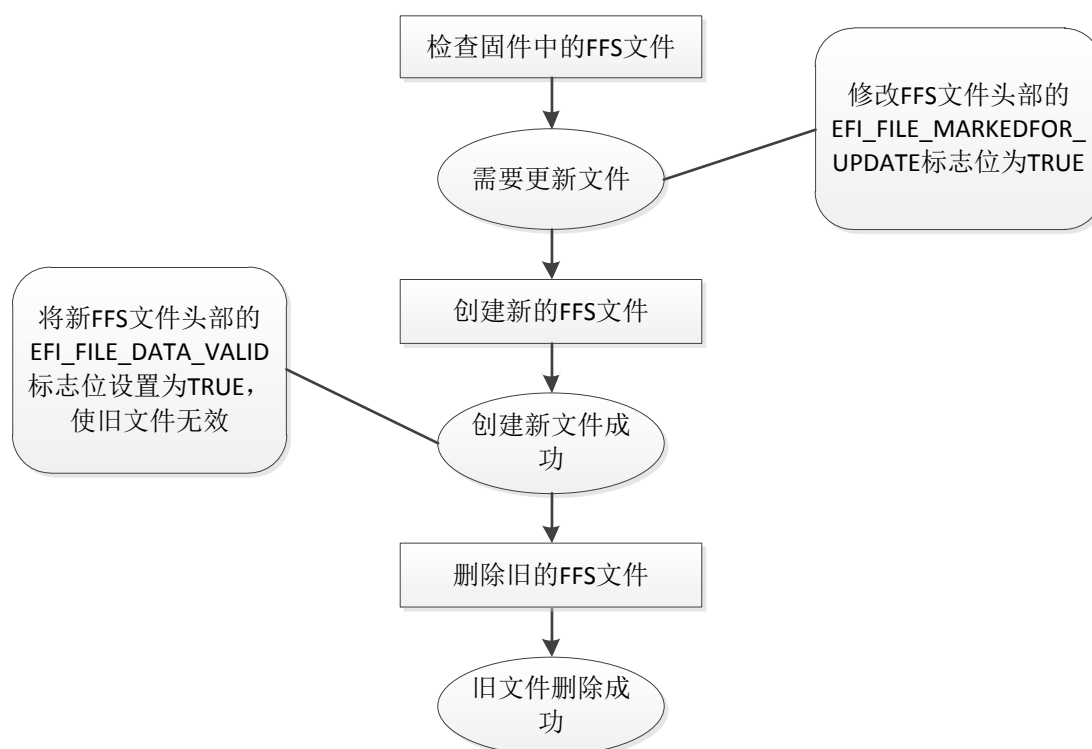 检查固件中的FFS文件
修改FFS文件头部的
EFI_FILE_MARKEDFOR_
UPDATE标志位为TRUE
需要更新文件
创建新的FFS文件
将新FFS文件头部的
EFI_FILE_DATA_VALID
标志位设置为TRUE，
使旧文件无效
创建新文件成
功
删除旧的FFS文件
旧文件删除成
功